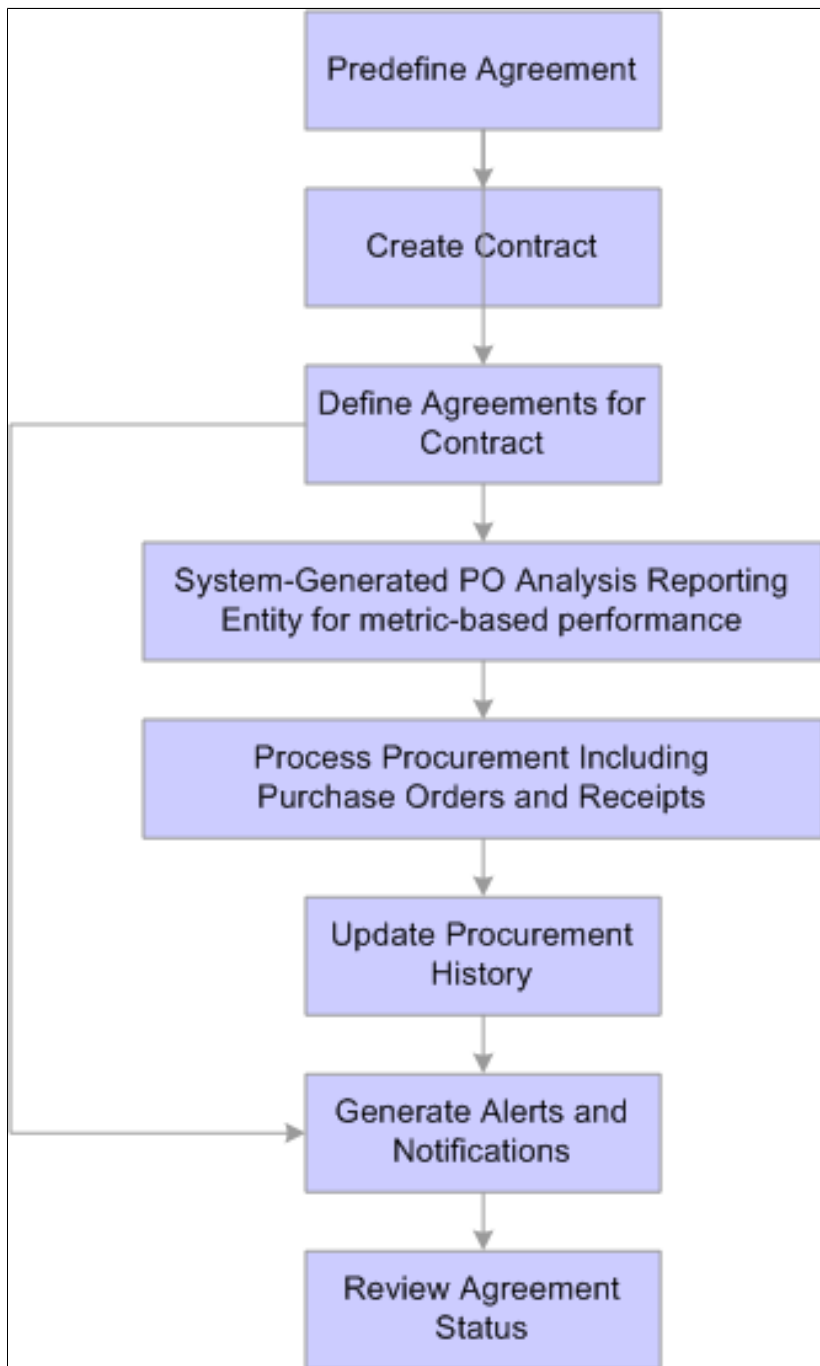 Predefine Agreement
Create Contract
Define Agreements for
Contract
System-Generated PO Analysis Reporting
Entity for metric-based performance
Process Procurement Including
Purchase Orders and Receipts
Update Procurement
History
Generate Alerts and
Notifications
Review Agreement
Status